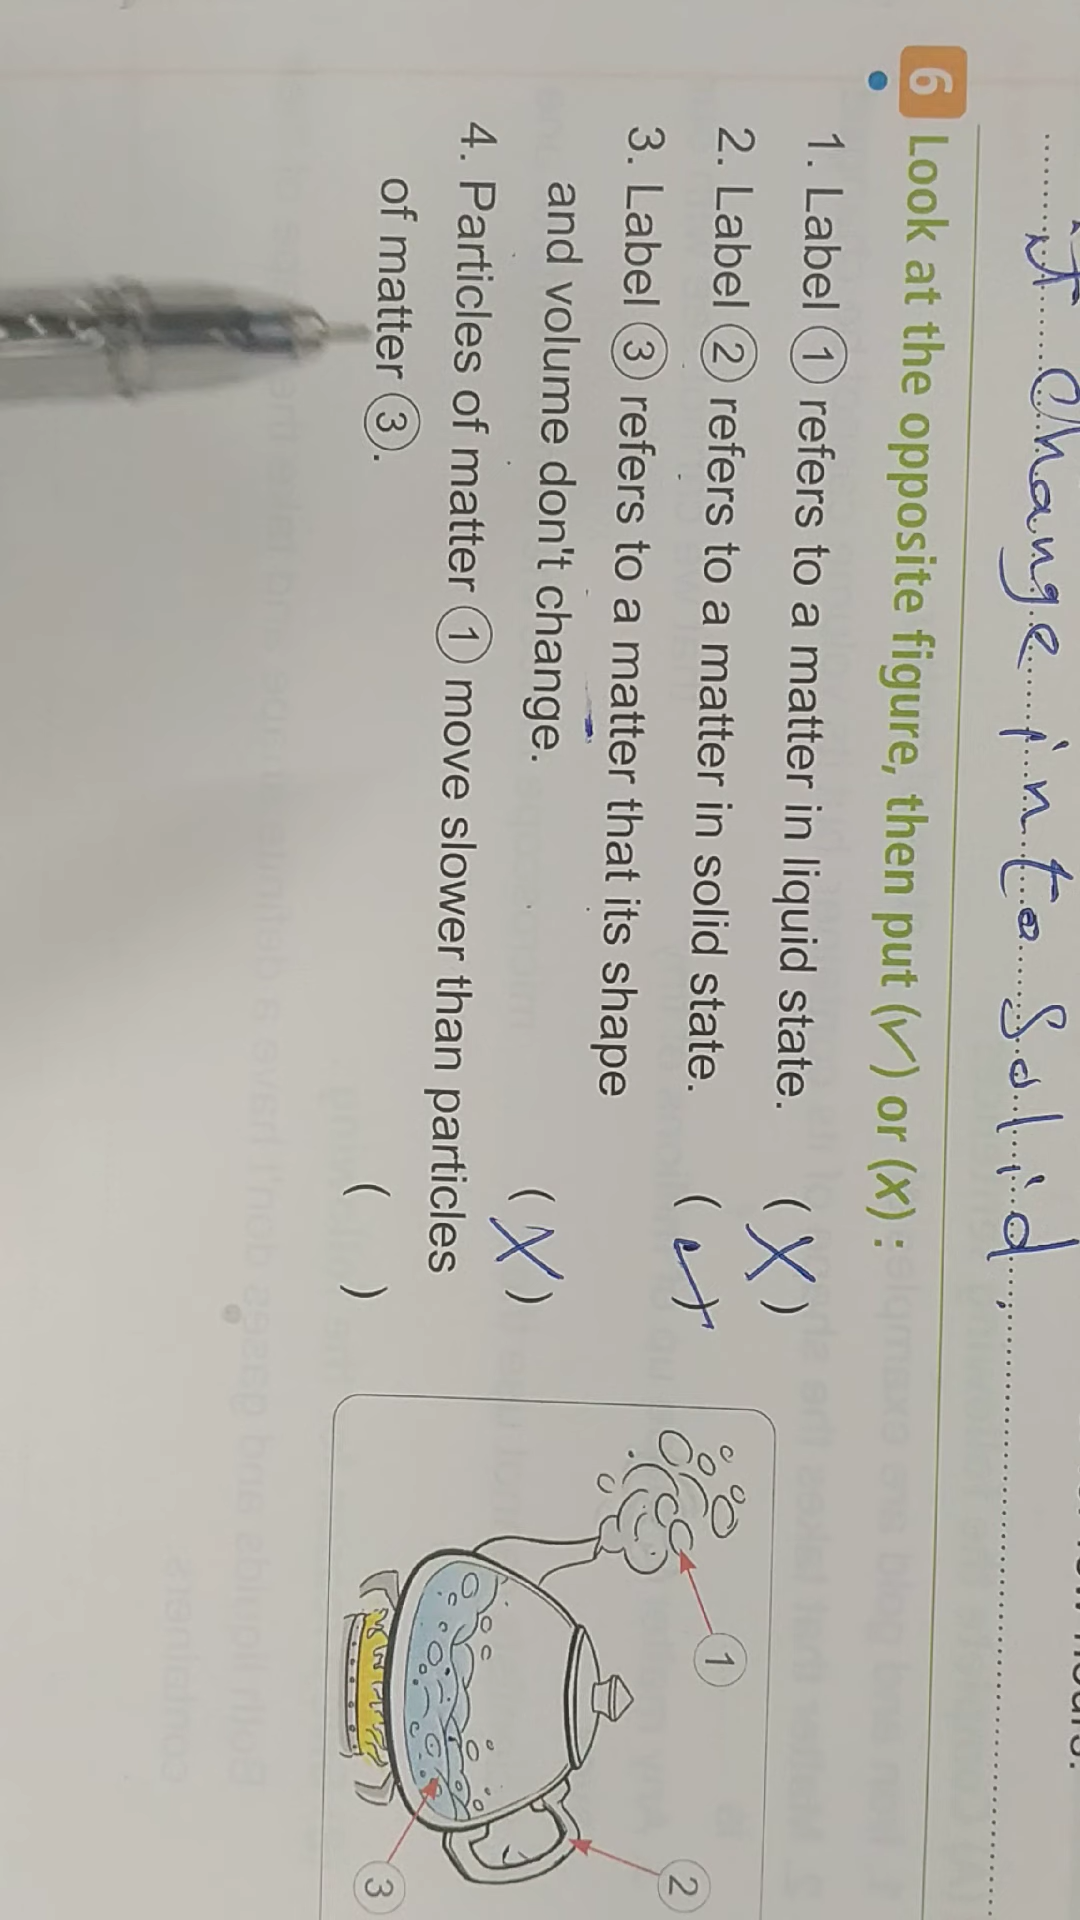 it change into Solid.
6 Look at the opposite figure, then put (✓) or (x) :
1. Label ① refers to a matter in liquid state. (X)
2. Label ② refers to a matter in solid state. (✓)
3. Label ③ refers to a matter that its shape
and volume don't change. (X)
4. Particles of matter ① move slower than particles
of matter ③. ( )
1
2
3